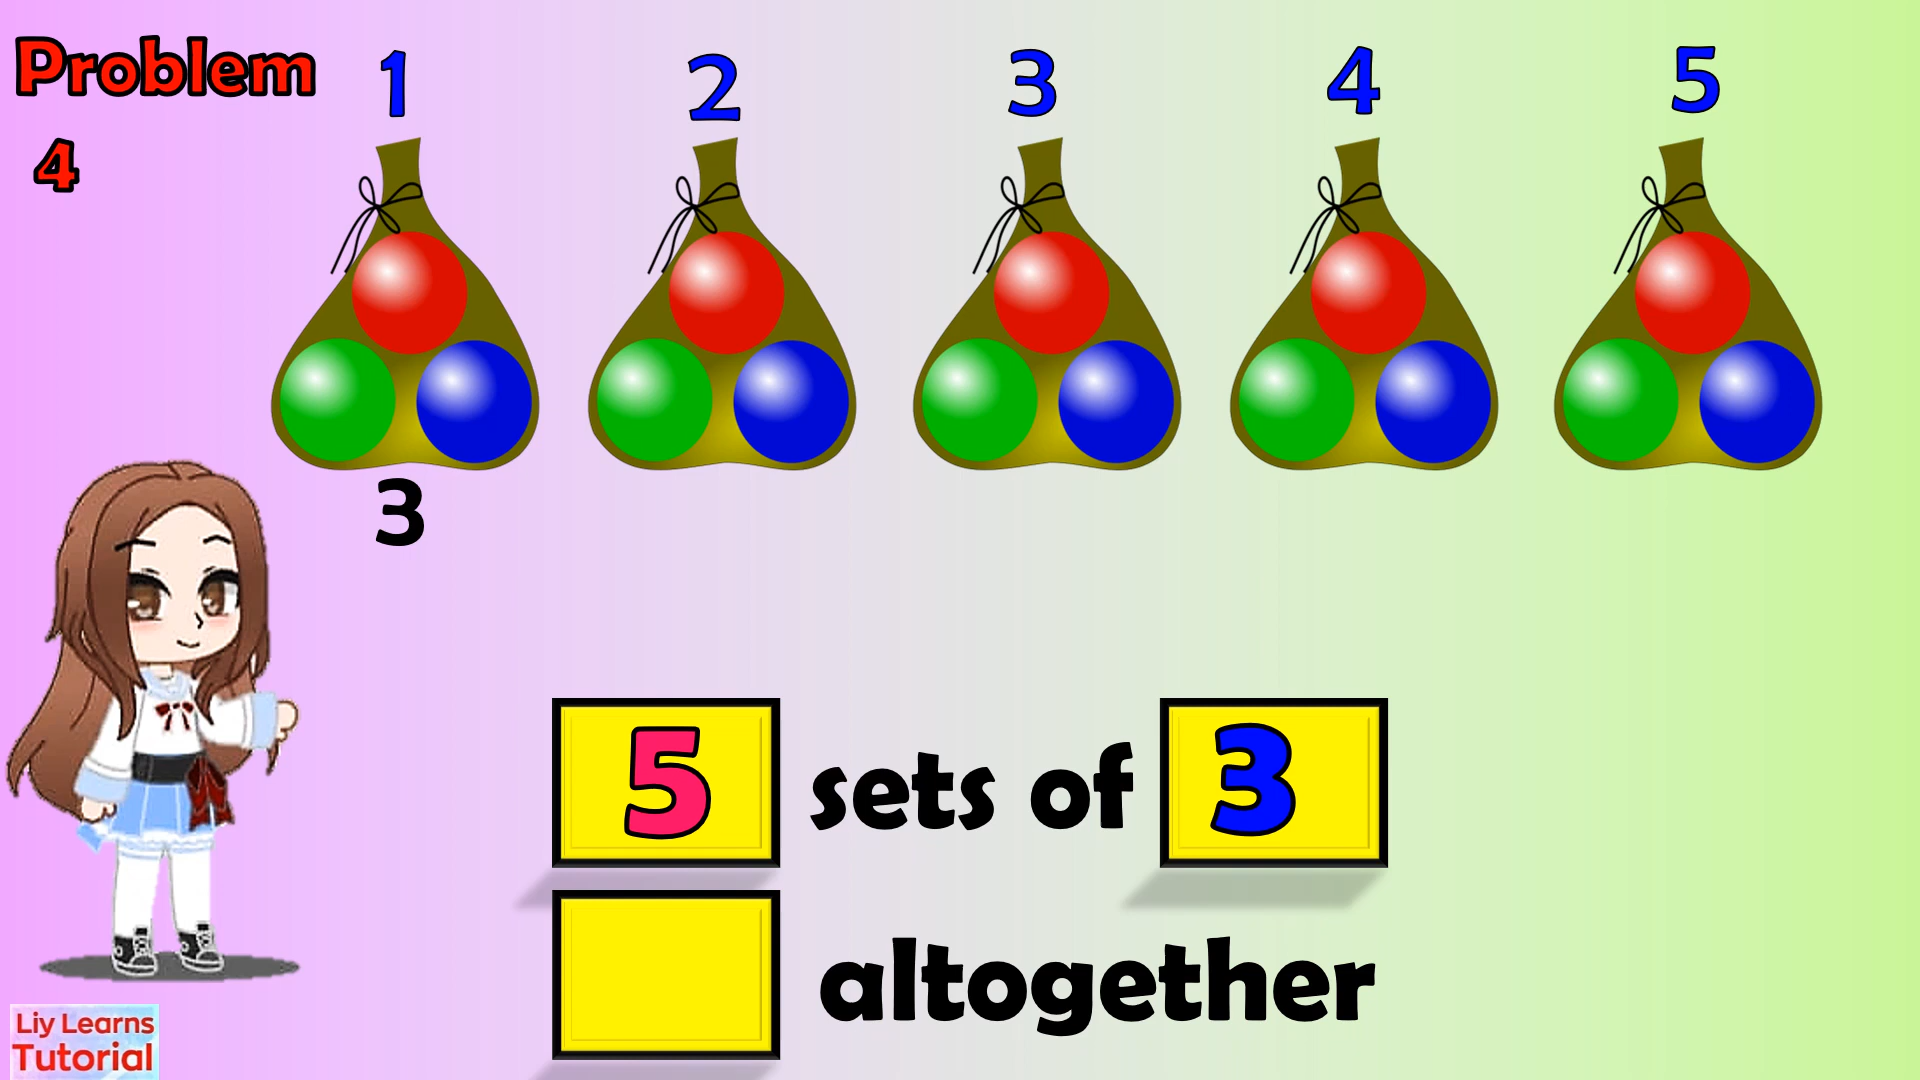 Problem
4
1 2 3 4 5
3
5 sets of 3
altogether
Liy Learns
Tutorial